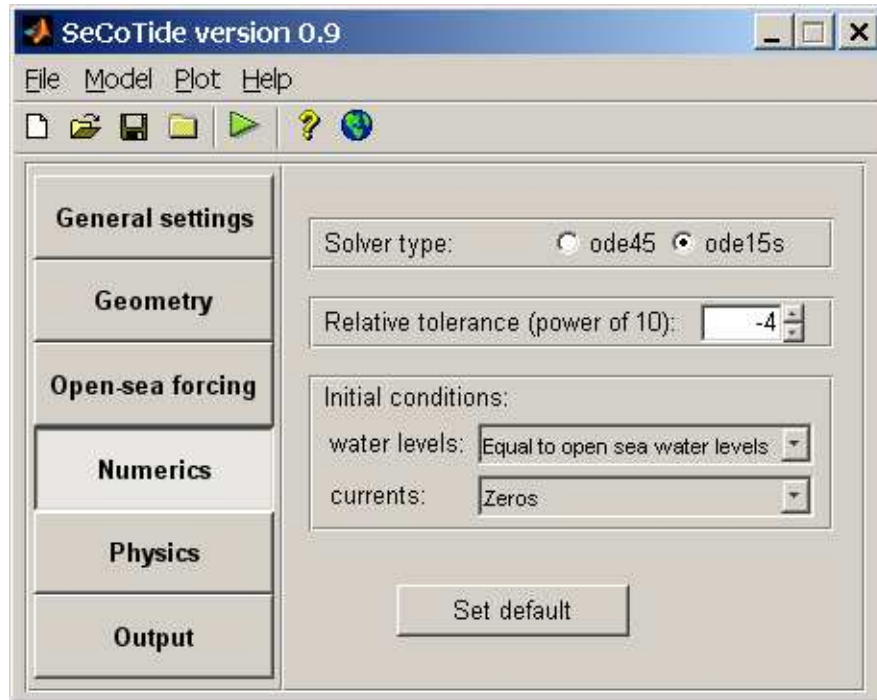 SeCoTide version 0.9
File Model Plot Help
General settings
Geometry
Open-sea forcing
Numerics
Physics
Output
Solver type: ode45 ode15s
Relative tolerance (power of 10): -4
Initial conditions:
water levels: Equal to open sea water levels
currents: Zeros
Set default